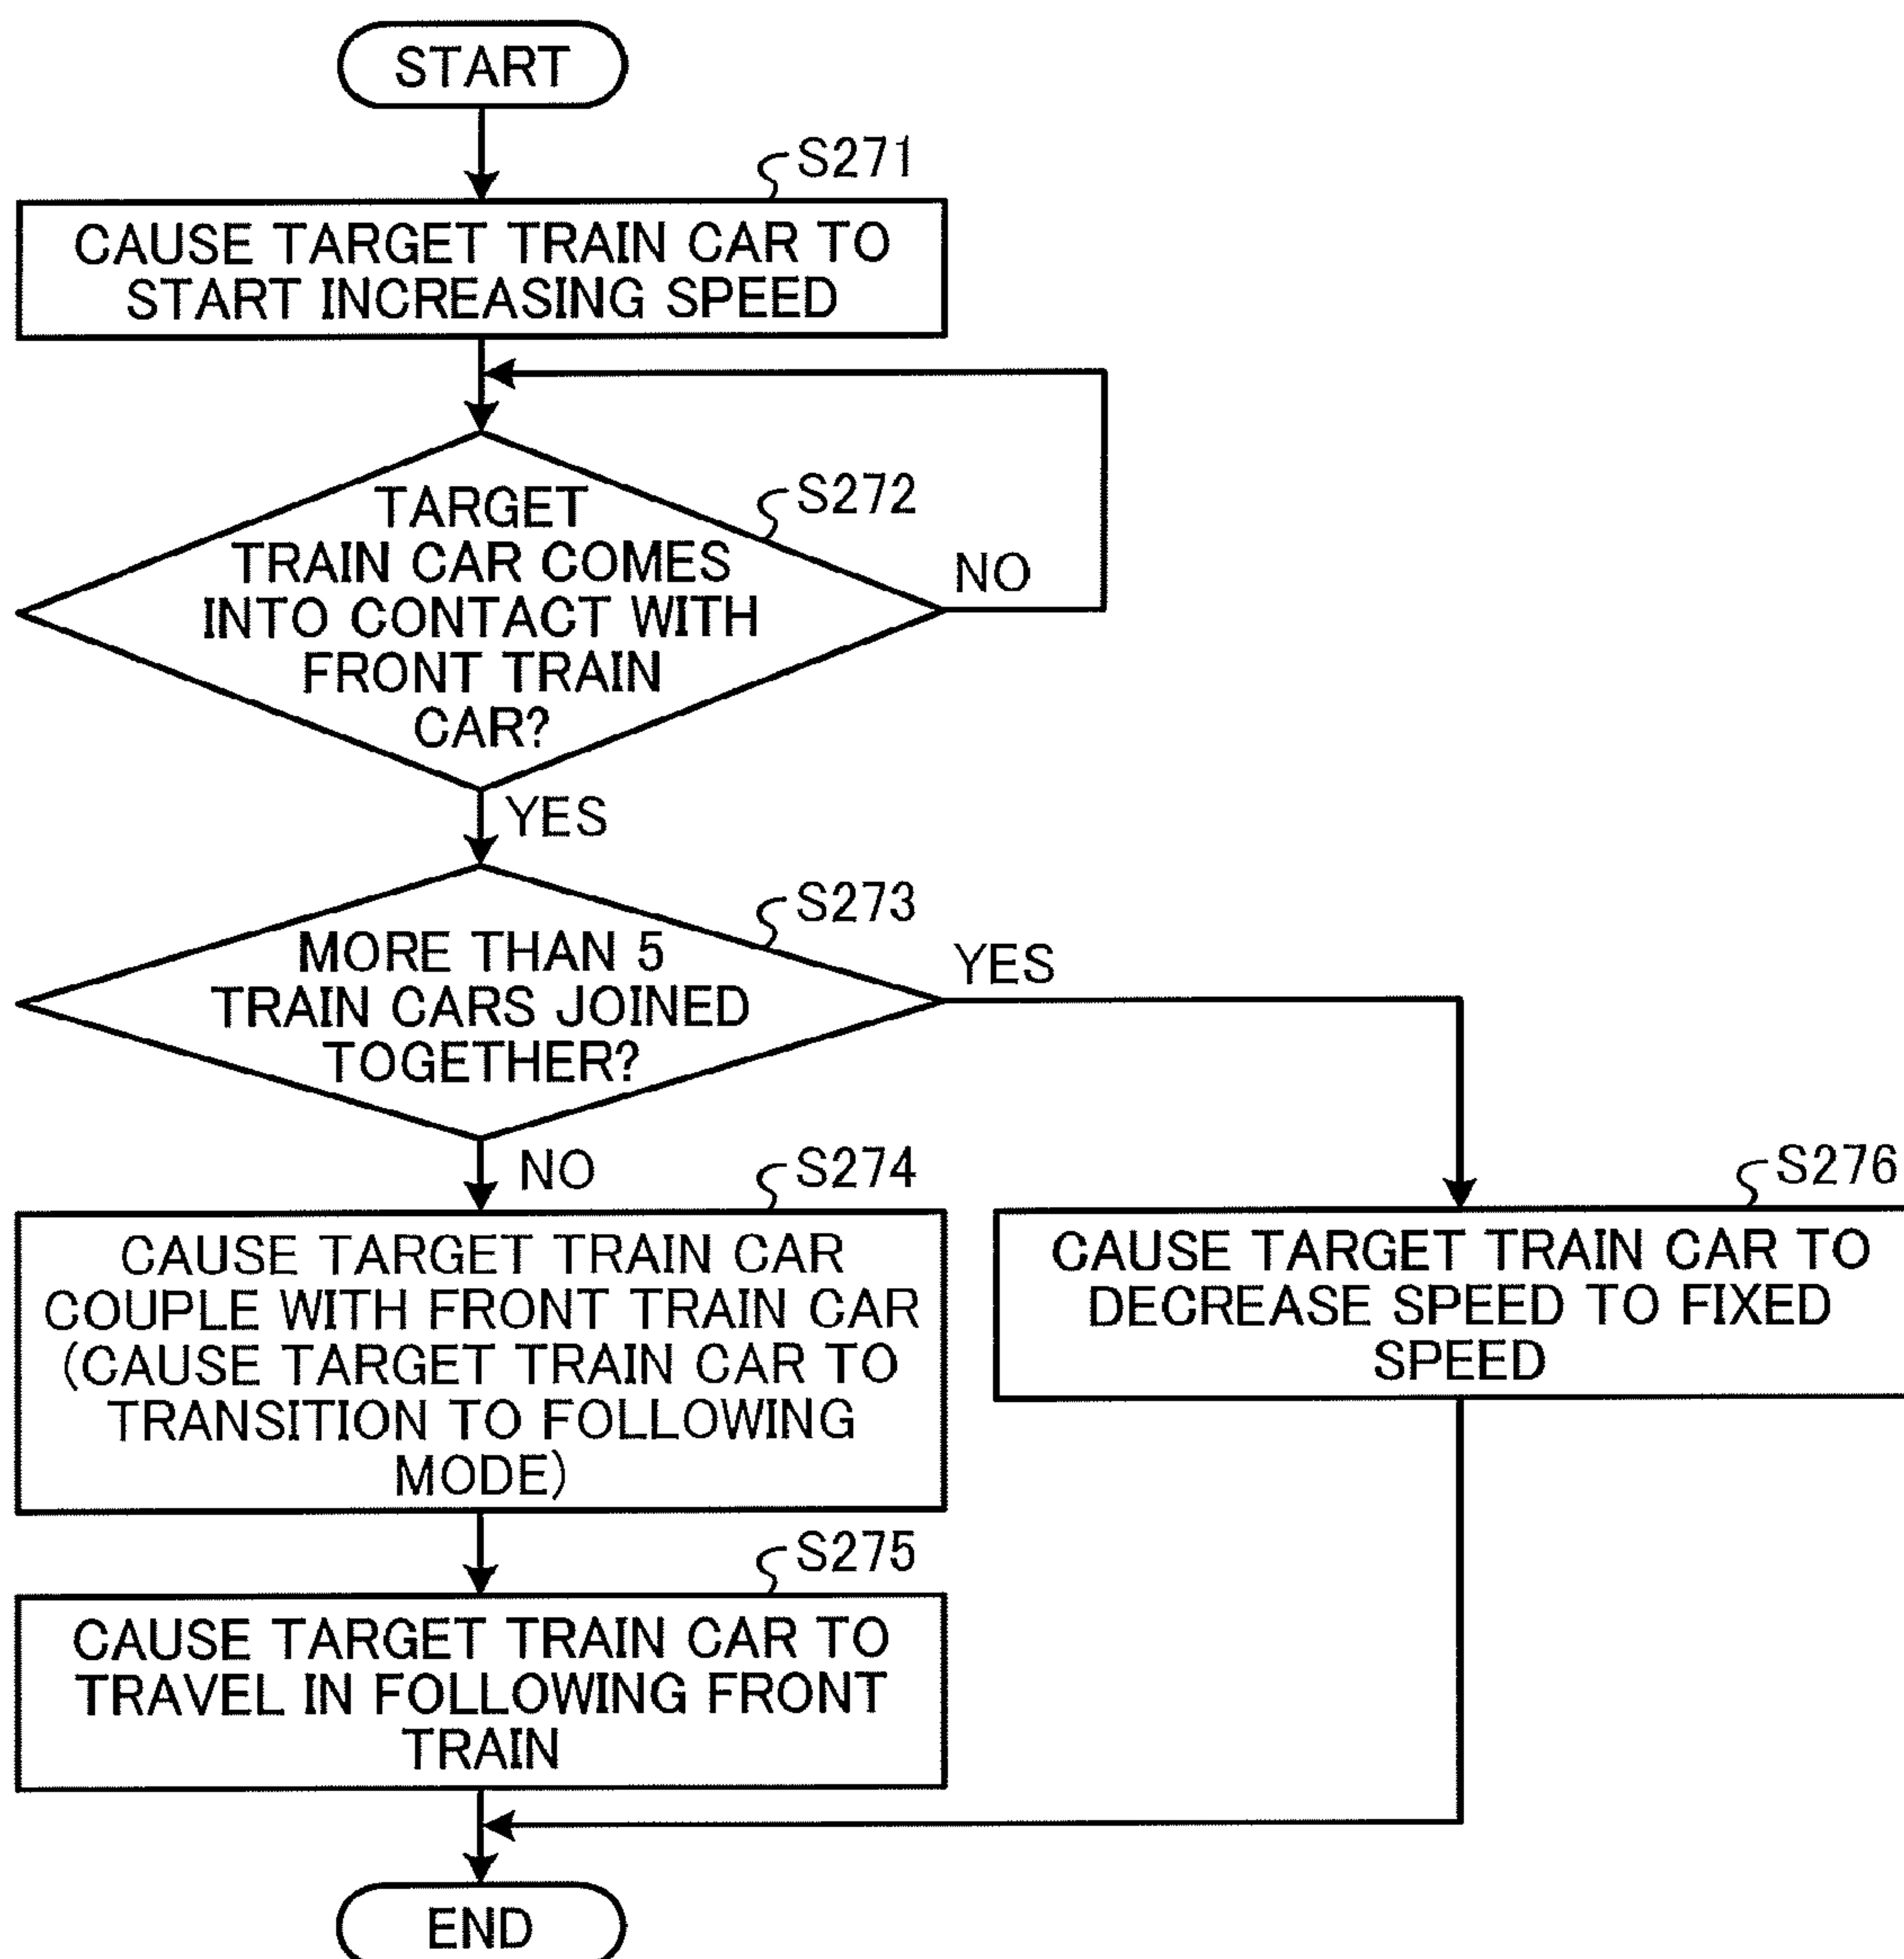 START
S271
CAUSE TARGET TRAIN CAR TO
START INCREASING SPEED
S272
TARGET
TRAIN CAR COMES
INTO CONTACT WITH
FRONT TRAIN
CAR?
NO
YES
S273
MORE THAN 5
TRAIN CARS JOINED
TOGETHER?
YES
NO
S274
CAUSE TARGET TRAIN CAR
COUPLE WITH FRONT TRAIN CAR
(CAUSE TARGET TRAIN CAR TO
TRANSITION TO FOLLOWING
MODE)
S276
CAUSE TARGET TRAIN CAR TO
DECREASE SPEED TO FIXED
SPEED
S275
CAUSE TARGET TRAIN CAR TO
TRAVEL IN FOLLOWING FRONT
TRAIN
END